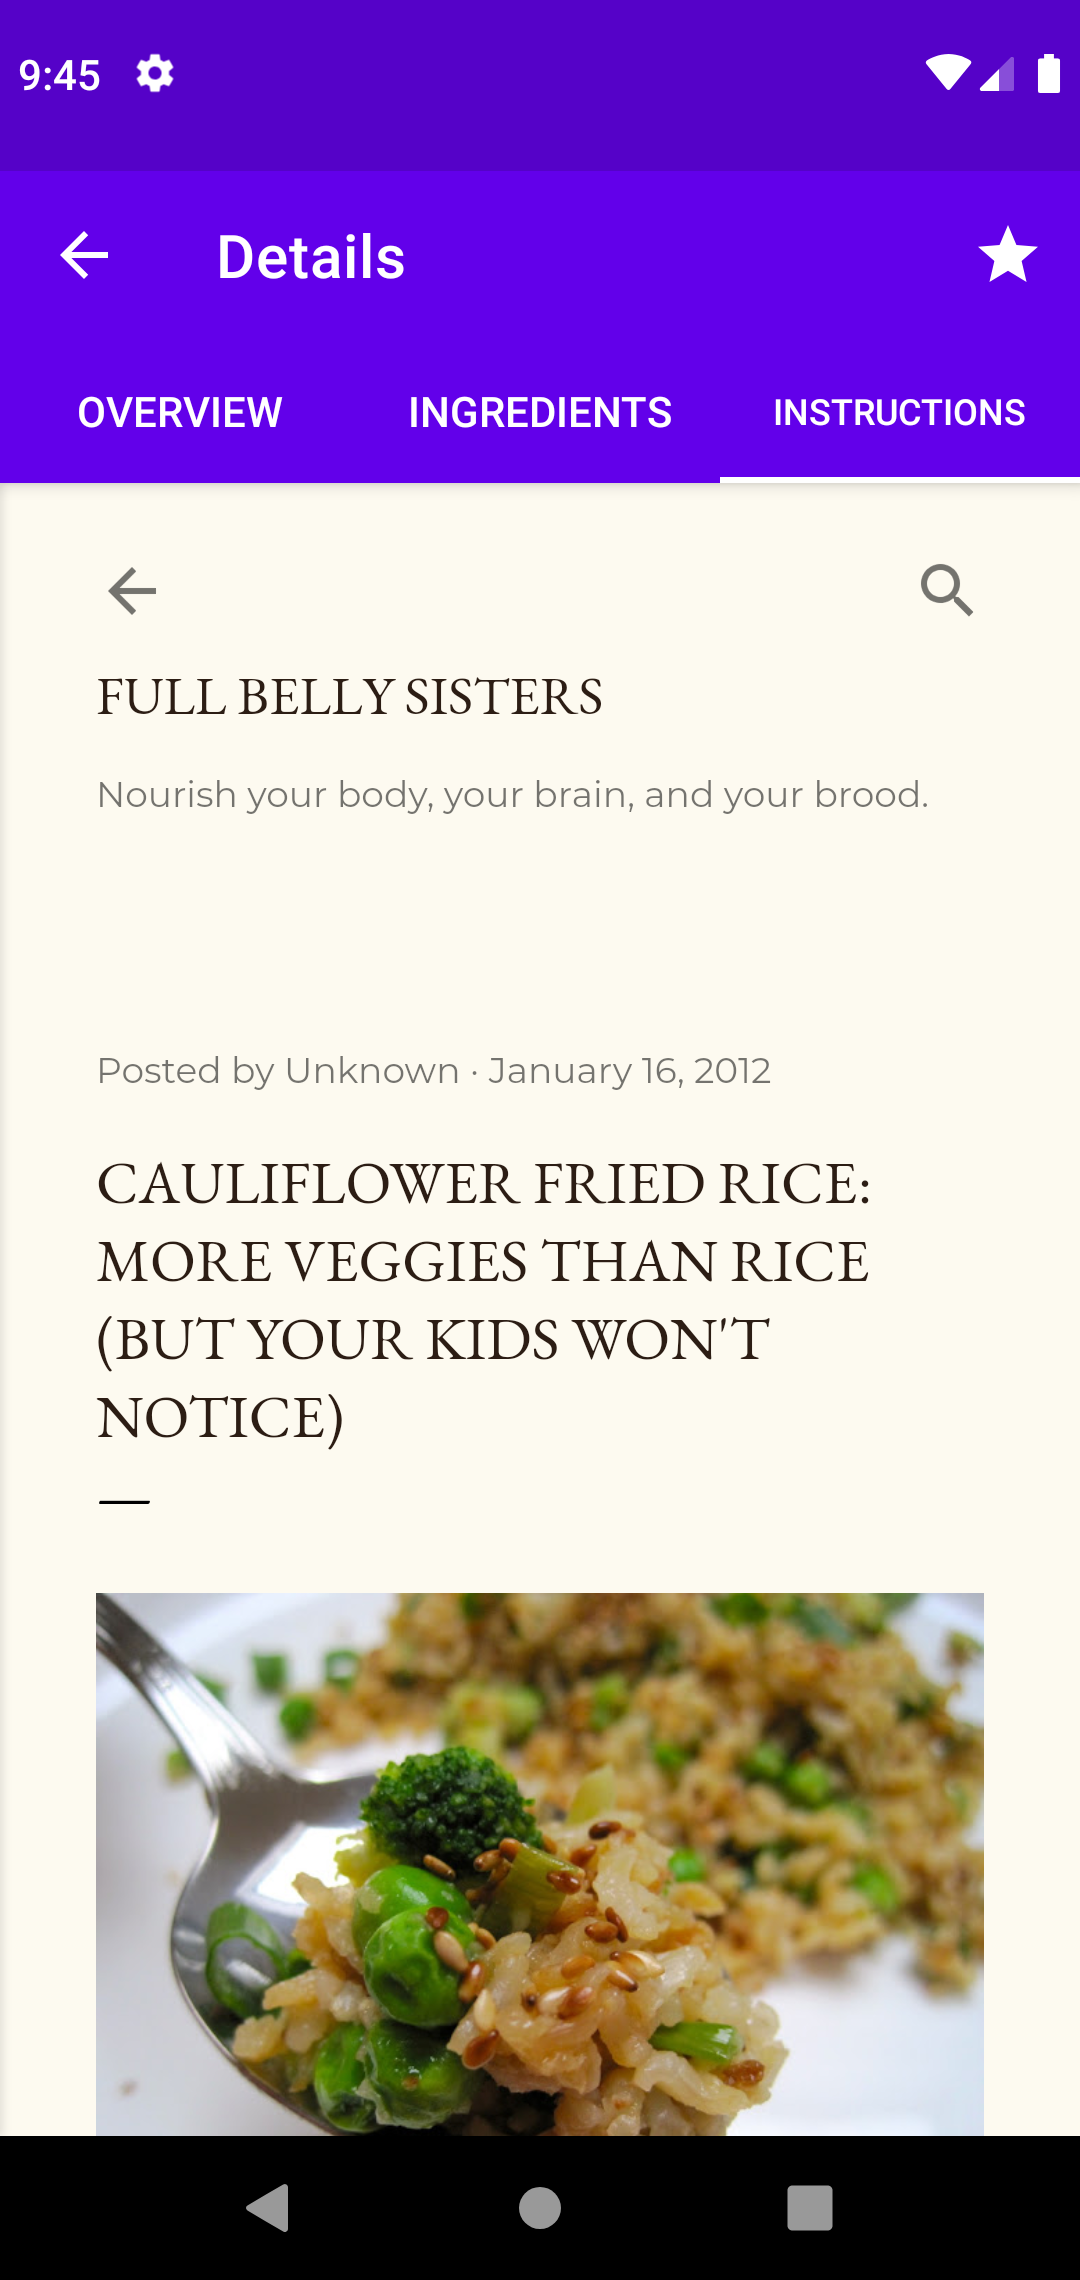 9:45
Details
OVERVIEW
INGREDIENTS
INSTRUCTIONS
FULL BELLY SISTERS
Nourish your body, your brain, and your brood.
Posted by Unknown · January 16, 2012
CAULIFLOWER FRIED RICE:
MORE VEGGIES THAN RICE
(BUT YOUR KIDS WON'T
NOTICE)